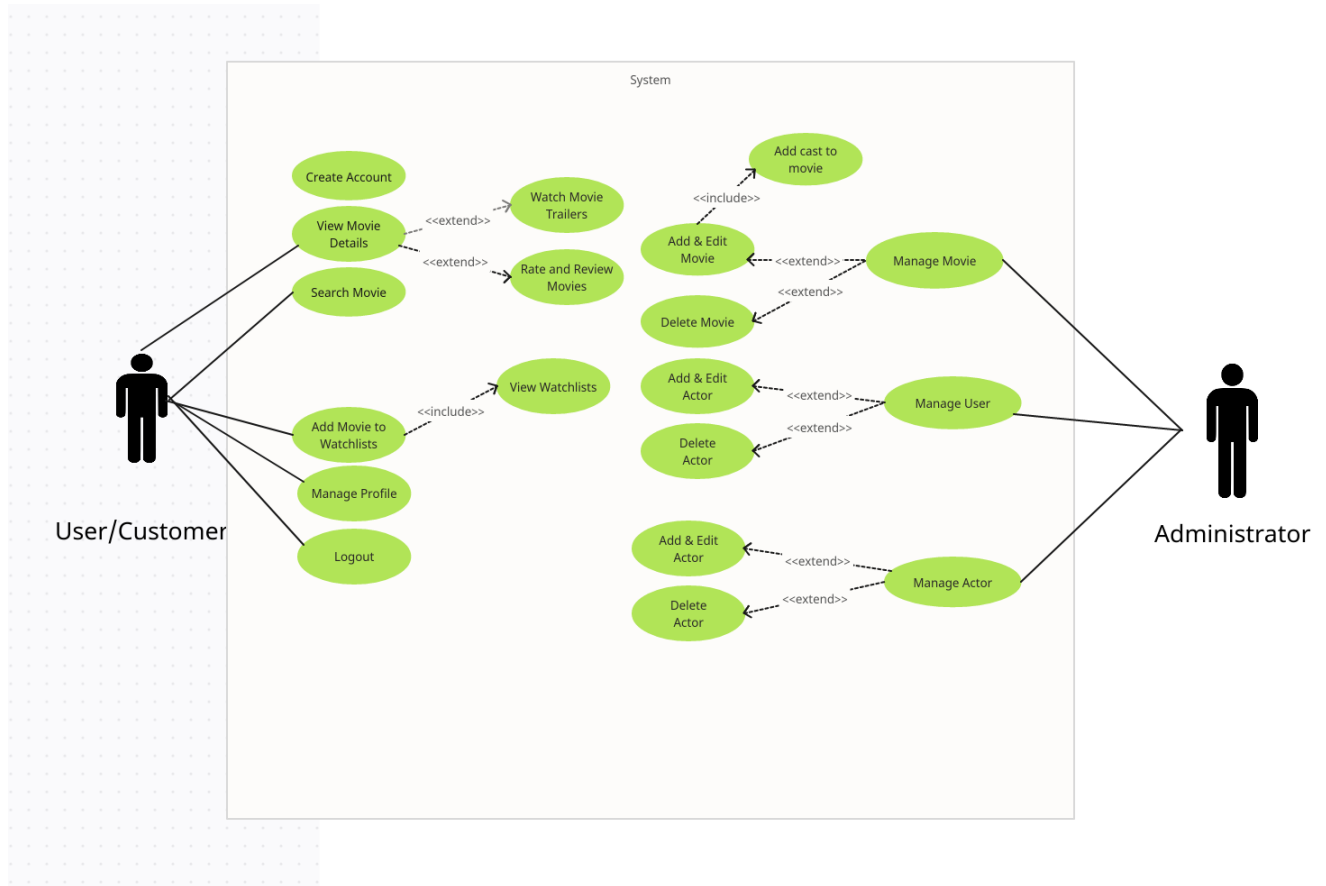 System
Create Account
View Movie
Details
Search Movie
<<extend>>
<<extend>>
Watch Movie
Trailers
Rate and Review
Movies
Add Movie to
Watchlists
<<include>>
View Watchlists
Manage Profile
Logout
User/Customer
Add cast to
movie
<<include>>
Add & Edit
Movie
<<extend>>
Manage Movie
<<extend>>
Delete Movie
Add & Edit
Actor
<<extend>>
Manage User
<<extend>>
Delete
Actor
Add & Edit
Actor
<<extend>>
Manage Actor
<<extend>>
Delete
Actor
Administrator